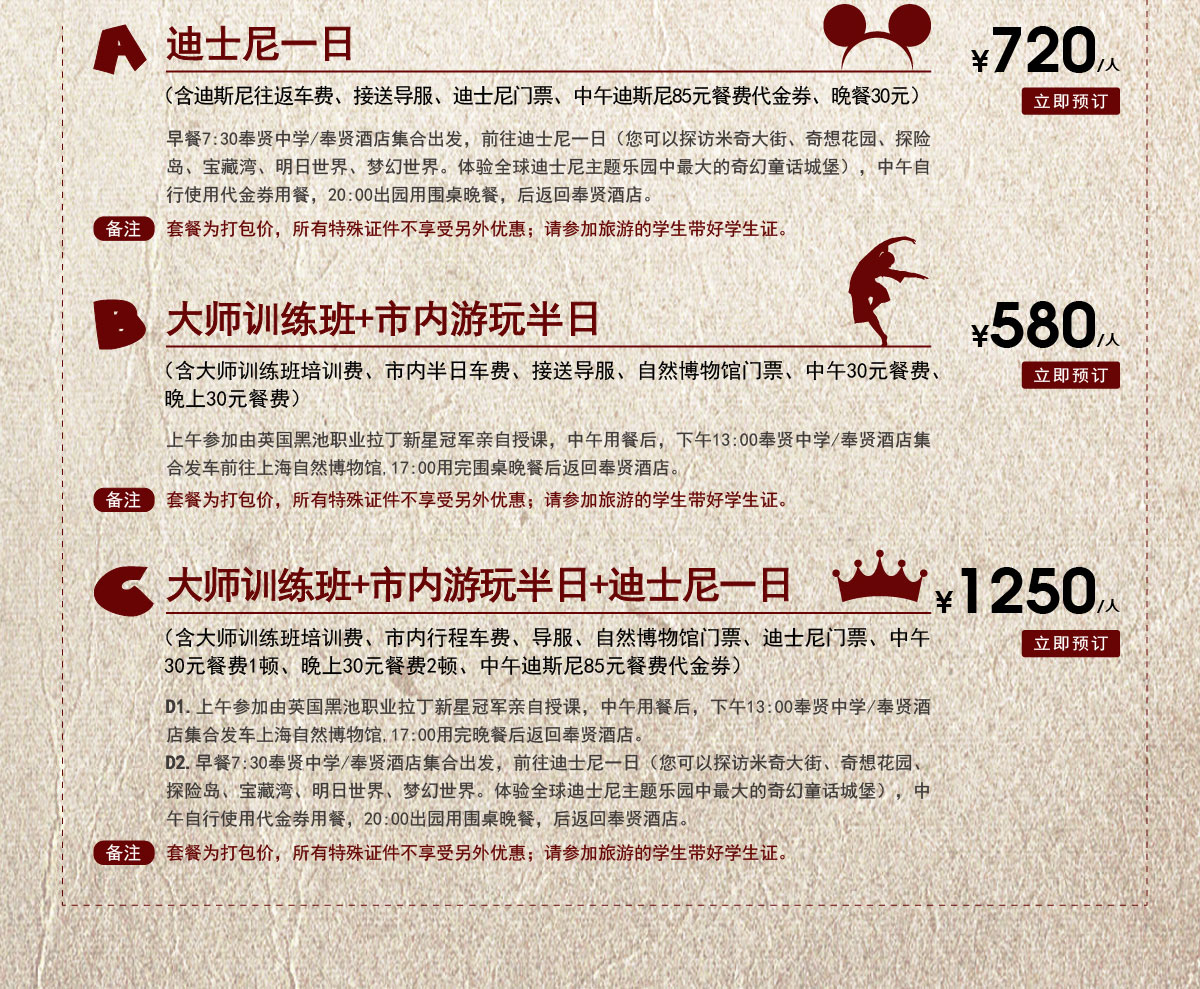 A 迪士尼一日
¥720/人
（含迪斯尼往返车费、接送导服、迪士尼门票、中午迪斯尼85元餐费代金券、晚餐30元）
立即预订
早餐7:30奉贤中学/奉贤酒店集合出发，前往迪士尼一日（您可以探访米奇大街、奇想花园、探险
岛、宝藏湾、明日世界、梦幻世界。体验全球迪士尼主题乐园中最大的奇幻童话城堡），中午自
行使用代金券用餐，20:00出园用围桌晚餐，后返回奉贤酒店。
备注 套餐为打包价，所有特殊证件不享受另外优惠；请参加旅游的学生带好学生证。
B 大师训练班+市内游玩半日
¥580/人
（含大师训练班培训费、市内半日车费、接送导服、自然博物馆门票、中午30元餐费、
晚上30元餐费）
立即预订
上午参加由英国黑池职业拉丁新星冠军亲自授课，中午用餐后，下午13:00奉贤中学/奉贤酒店集
合发车前往上海自然博物馆,17:00用完围桌晚餐后返回奉贤酒店。
备注 套餐为打包价，所有特殊证件不享受另外优惠；请参加旅游的学生带好学生证。
C 大师训练班+市内游玩半日+迪士尼一日
¥1250/人
（含大师训练班培训费、市内行程车费、导服、自然博物馆门票、迪士尼门票、中午
30元餐费1顿、晚上30元餐费2顿、中午迪斯尼85元餐费代金券）
立即预订
D1. 上午参加由英国黑池职业拉丁新星冠军亲自授课，中午用餐后，下午13:00奉贤中学/奉贤酒
店集合发车上海自然博物馆,17:00用完晚餐后返回奉贤酒店。
D2. 早餐7:30奉贤中学/奉贤酒店集合出发，前往迪士尼一日（您可以探访米奇大街、奇想花园、
探险岛、宝藏湾、明日世界、梦幻世界。体验全球迪士尼主题乐园中最大的奇幻童话城堡），中
午自行使用代金券用餐，20:00出园用围桌晚餐，后返回奉贤酒店。
备注 套餐为打包价，所有特殊证件不享受另外优惠；请参加旅游的学生带好学生证。